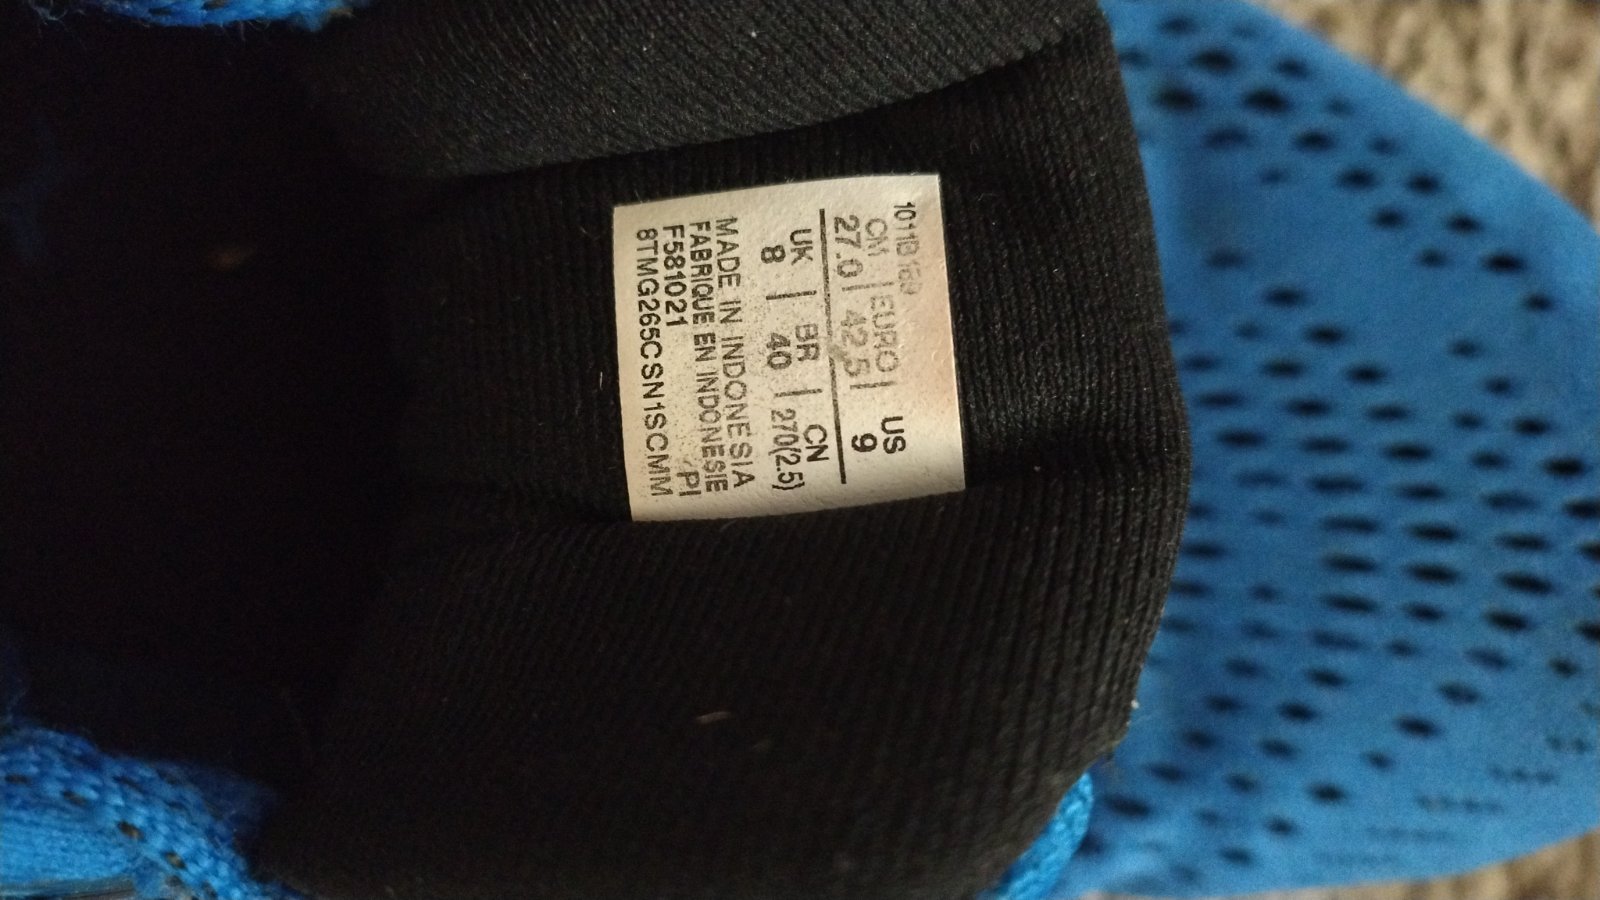 1011B189
CM | EURO | US
27.0 | 42.5 | 9
UK | BR | CN
8 | 40 | 270(2.5)
MADE IN INDONESIA
FABRIQUE EN INDONESIE
F581021 PI
8TMG265CSN1SCMM